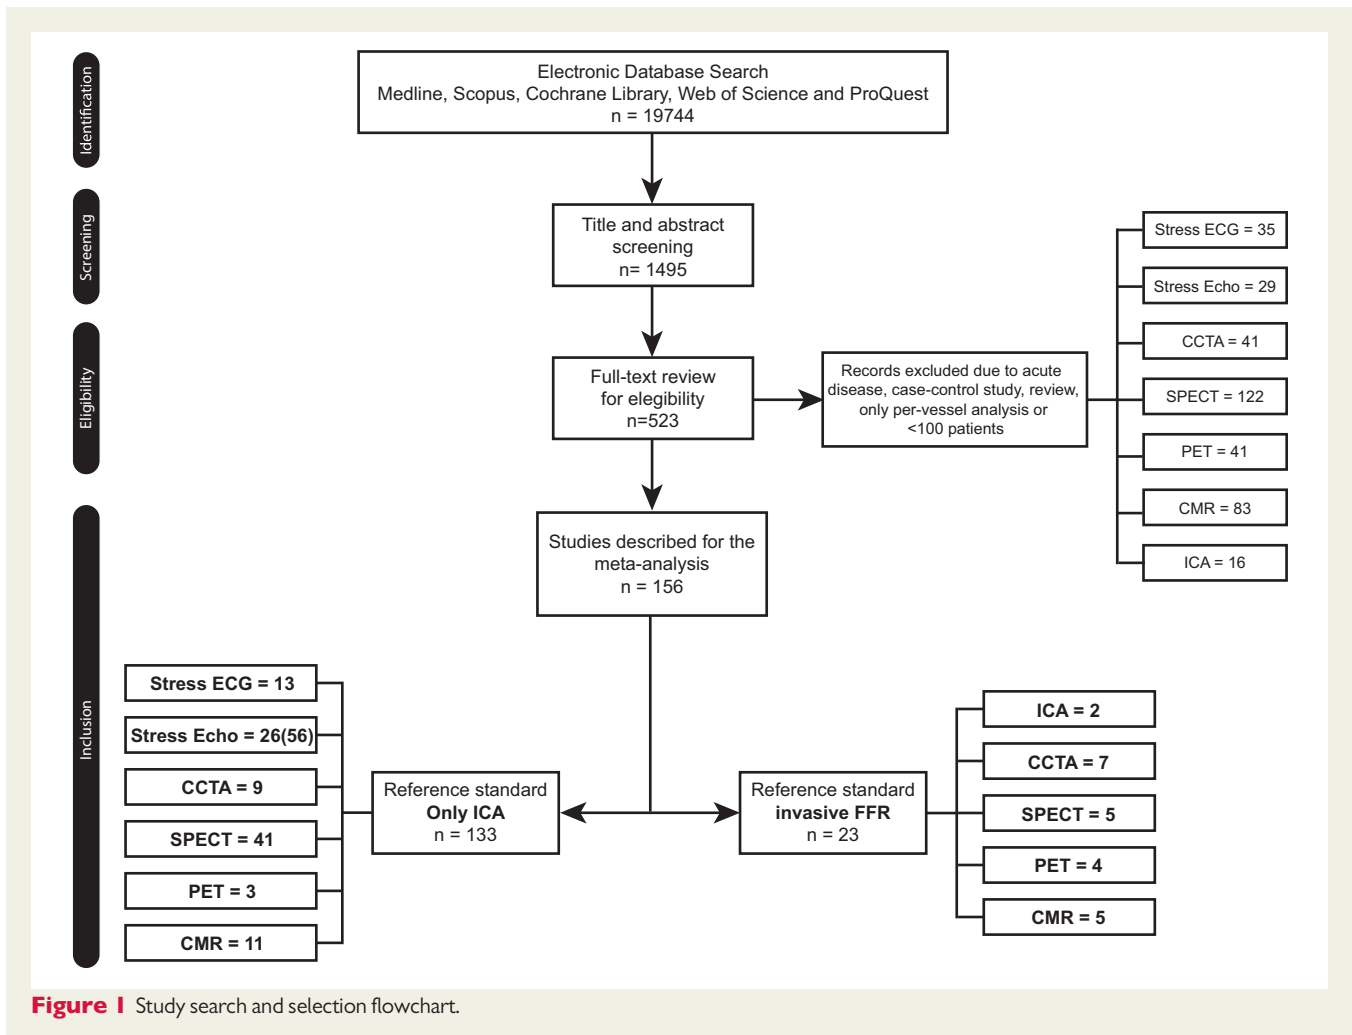 Identification
Electronic Database Search
Medline, Scopus, Cochrane Library, Web of Science and ProQuest
n = 19744
Screening
Title and abstract
screening
n= 1495
Eligibility
Full-text review
for elegibility
n=523
Records excluded due to acute
disease, case-control study, review,
only per-vessel analysis or
<100 patients
Stress ECG = 35
Stress Echo = 29
CCTA = 41
SPECT = 122
PET = 41
CMR = 83
ICA = 16
Inclusion
Studies described for the
meta-analysis
n = 156
Stress ECG = 13
Stress Echo = 26(56)
CCTA = 9
SPECT = 41
PET = 3
CMR = 11
Reference standard
Only ICA
n = 133
Reference standard
invasive FFR
n = 23
ICA = 2
CCTA = 7
SPECT = 5
PET = 4
CMR = 5
Figure 1 Study search and selection flowchart.